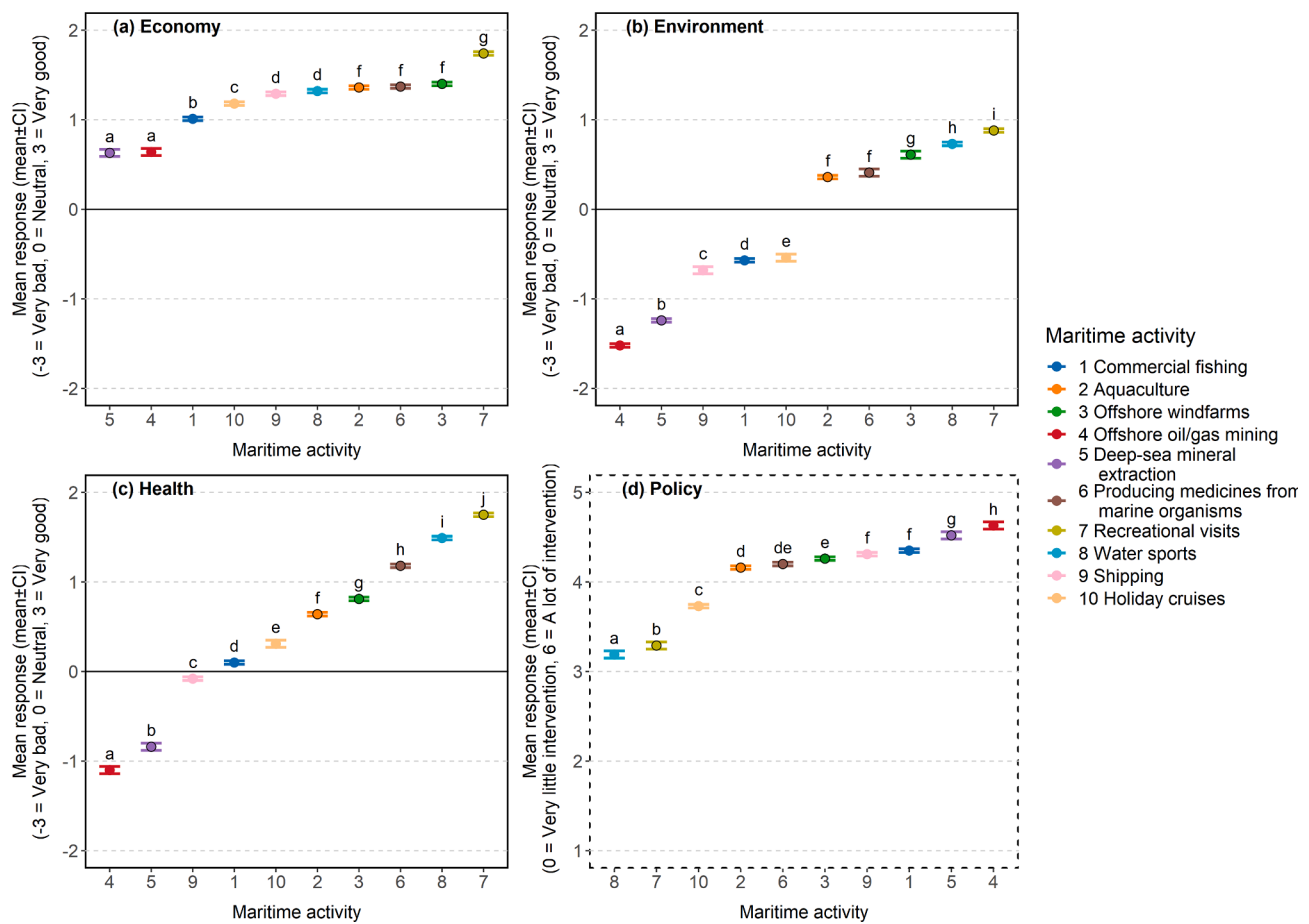 (a) Economy
g
a a b c d d f f f
2
1
0
-1
-2
5 4 1 10 9 8 2 6 3 7
Maritime activity
Mean response (mean±CI)
(-3 = Very bad, 0 = Neutral, 3 = Very good)
(b) Environment
a b c d e f f g h i
2
1
0
-1
-2
4 5 9 1 10 2 6 3 8 7
Maritime activity
Mean response (mean±CI)
(-3 = Very bad, 0 = Neutral, 3 = Very good)
(c) Health
a b c d e f g h i j
2
1
0
-1
-2
4 5 9 1 10 2 3 6 8 7
Maritime activity
Mean response (mean±CI)
(-3 = Very bad, 0 = Neutral, 3 = Very good)
(d) Policy
a b c d de e f f g h
5
4
3
2
1
8 7 10 2 6 3 9 1 5 4
Maritime activity
Mean response (mean±CI)
(0 = Very little intervention, 6 = A lot of intervention)
Maritime activity
1 Commercial fishing
2 Aquaculture
3 Offshore windfarms
4 Offshore oil/gas mining
5 Deep-sea mineral
extraction
6 Producing medicines from
marine organisms
7 Recreational visits
8 Water sports
9 Shipping
10 Holiday cruises